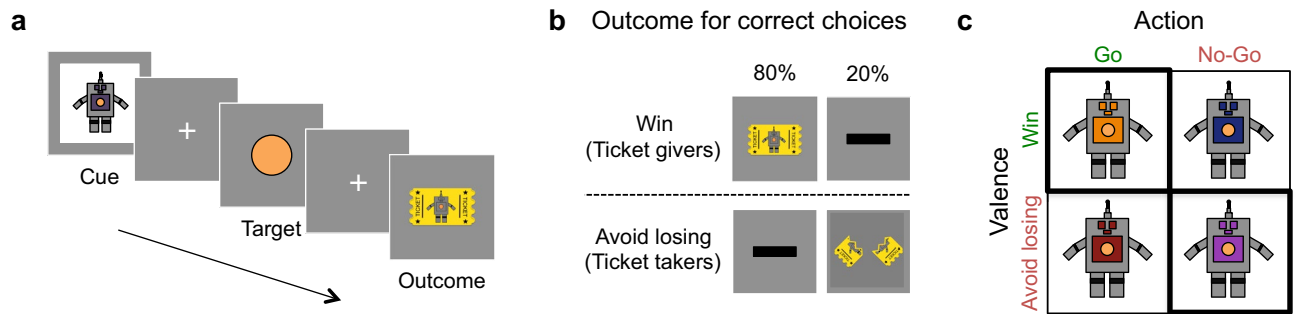 a
Cue
Target
TICKET
TICKET
Outcome
b Outcome for correct choices
80% 20%
Win
(Ticket givers)
Avoid losing
(Ticket takers)
c Action
Go No-Go
Valence
Win
Avoid losing